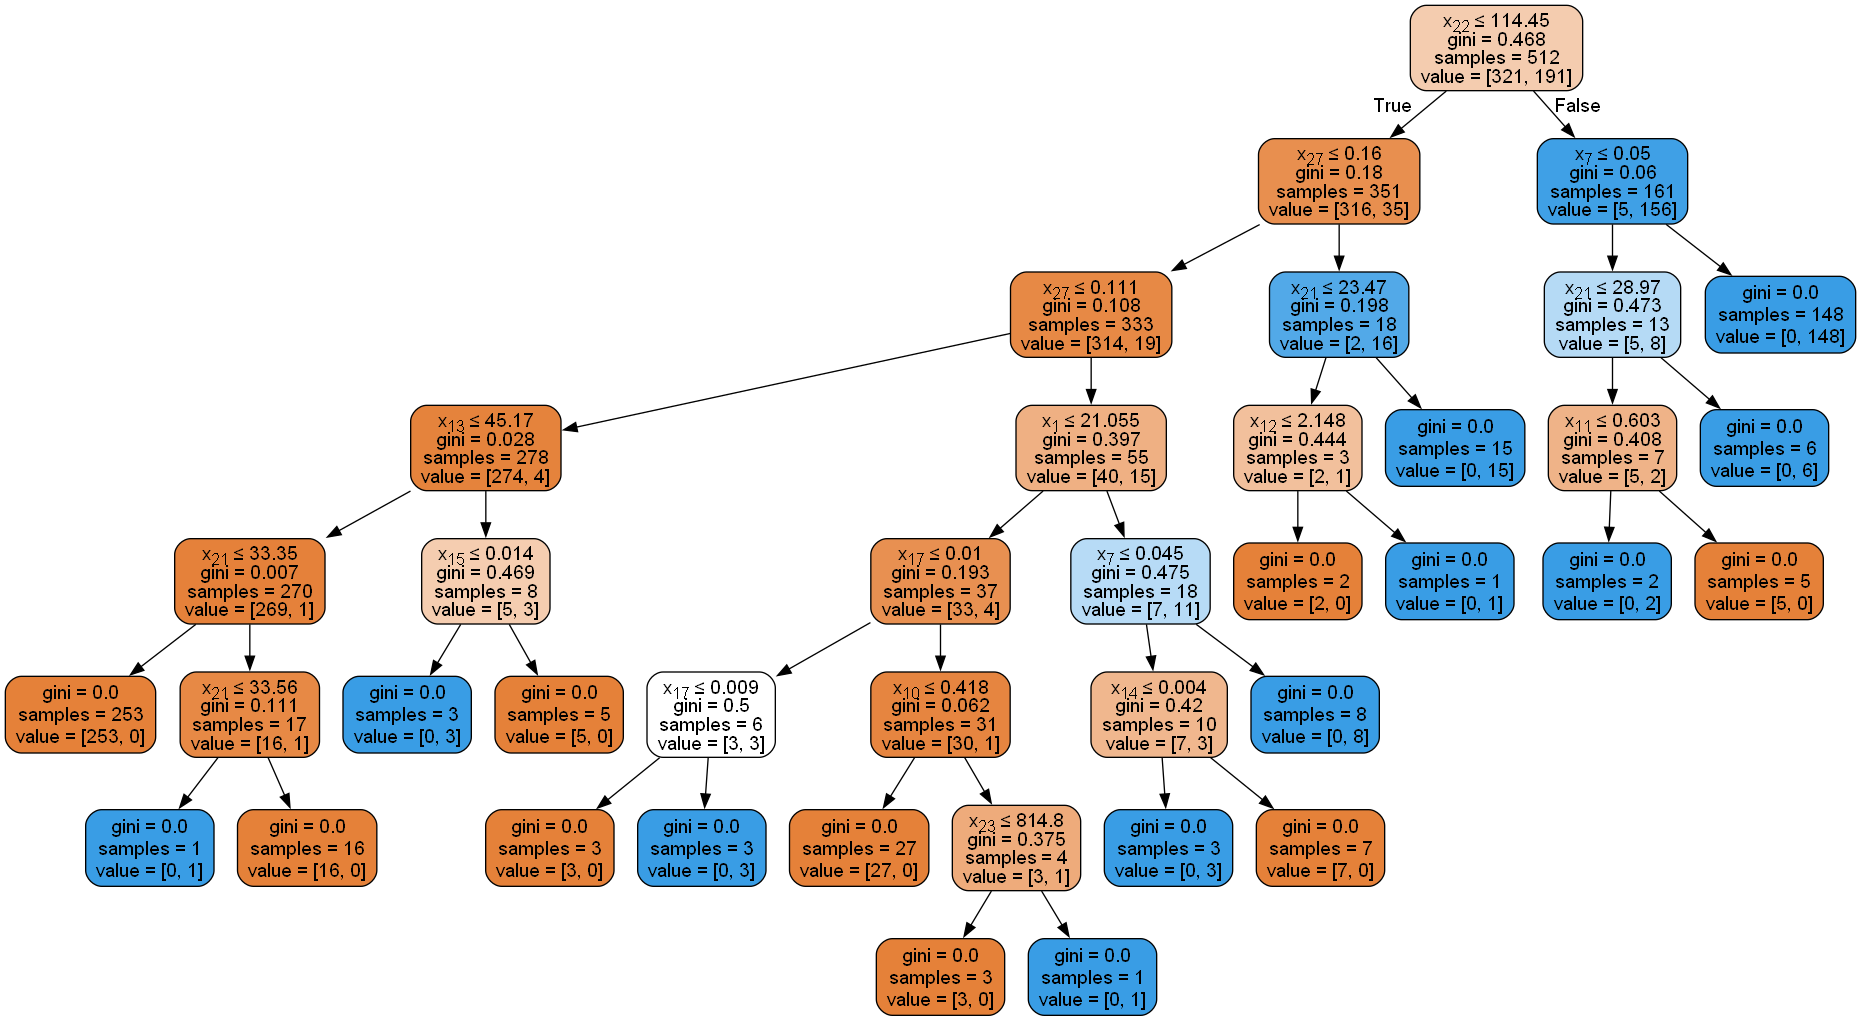 x22 ≤ 114.45
gini = 0.468
samples = 512
value = [321, 191]
True
False
x27 ≤ 0.16
gini = 0.18
samples = 351
value = [316, 35]
x7 ≤ 0.05
gini = 0.06
samples = 161
value = [5, 156]
x27 ≤ 0.111
gini = 0.108
samples = 333
value = [314, 19]
x21 ≤ 23.47
gini = 0.198
samples = 18
value = [2, 16]
x21 ≤ 28.97
gini = 0.473
samples = 13
value = [5, 8]
gini = 0.0
samples = 148
value = [0, 148]
x13 ≤ 45.17
gini = 0.028
samples = 278
value = [274, 4]
x1 ≤ 21.055
gini = 0.397
samples = 55
value = [40, 15]
x12 ≤ 2.148
gini = 0.444
samples = 3
value = [2, 1]
gini = 0.0
samples = 15
value = [0, 15]
x11 ≤ 0.603
gini = 0.408
samples = 7
value = [5, 2]
gini = 0.0
samples = 6
value = [0, 6]
x21 ≤ 33.35
gini = 0.007
samples = 270
value = [269, 1]
x15 ≤ 0.014
gini = 0.469
samples = 8
value = [5, 3]
x17 ≤ 0.01
gini = 0.193
samples = 37
value = [33, 4]
x7 ≤ 0.045
gini = 0.475
samples = 18
value = [7, 11]
gini = 0.0
samples = 2
value = [2, 0]
gini = 0.0
samples = 1
value = [0, 1]
gini = 0.0
samples = 2
value = [0, 2]
gini = 0.0
samples = 5
value = [5, 0]
gini = 0.0
samples = 253
value = [253, 0]
x21 ≤ 33.56
gini = 0.111
samples = 17
value = [16, 1]
gini = 0.0
samples = 3
value = [0, 3]
gini = 0.0
samples = 5
value = [5, 0]
x17 ≤ 0.009
gini = 0.5
samples = 6
value = [3, 3]
x10 ≤ 0.418
gini = 0.062
samples = 31
value = [30, 1]
x14 ≤ 0.004
gini = 0.42
samples = 10
value = [7, 3]
gini = 0.0
samples = 8
value = [0, 8]
gini = 0.0
samples = 1
value = [0, 1]
gini = 0.0
samples = 16
value = [16, 0]
gini = 0.0
samples = 3
value = [3, 0]
gini = 0.0
samples = 3
value = [0, 3]
gini = 0.0
samples = 27
value = [27, 0]
x23 ≤ 814.8
gini = 0.375
samples = 4
value = [3, 1]
gini = 0.0
samples = 3
value = [0, 3]
gini = 0.0
samples = 7
value = [7, 0]
gini = 0.0
samples = 3
value = [3, 0]
gini = 0.0
samples = 1
value = [0, 1]